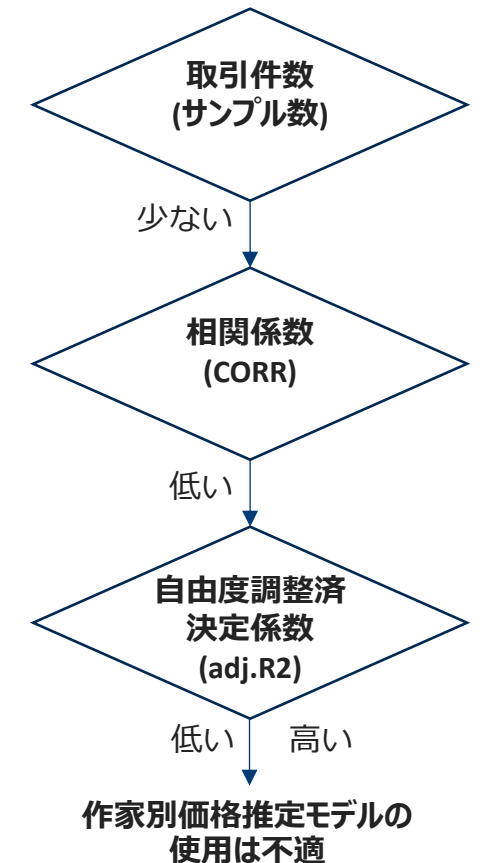 取引件数
(サンプル数)
少ない
相関係数
(CORR)
低い
自由度調整済
決定係数
(adj.R2)
低い 高い
作家別価格推定モデルの
使用は不適